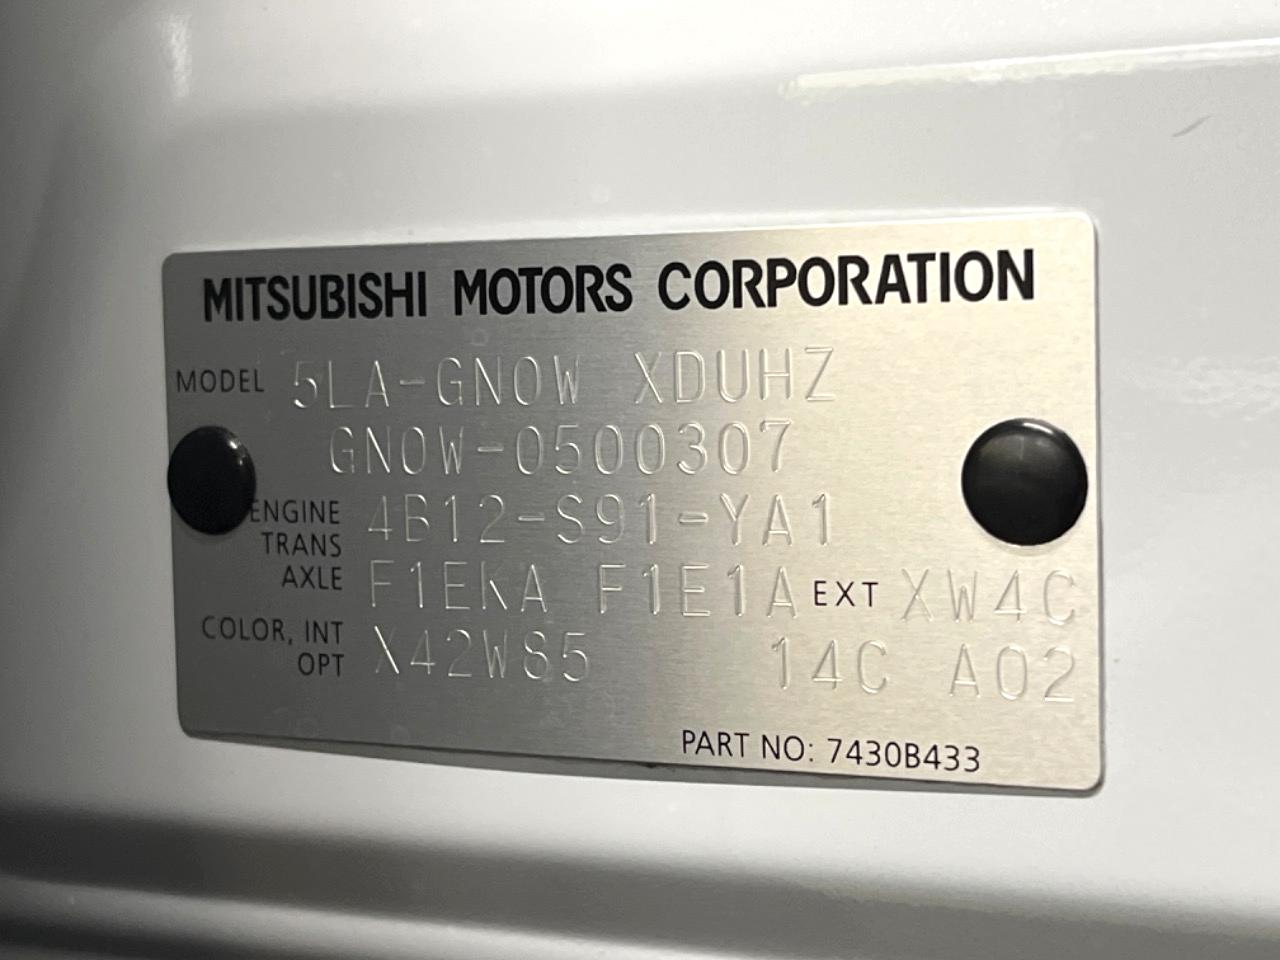 MITSUBISHI MOTORS CORPORATION
MODEL 5LA-GN0W XDUHZ
GN0W-0500307
ENGINE 4B12-S91-YA1
TRANS
AXLE F1EKA F1E1A EXT XW4C
COLOR, INT
OPT X42W85 14C A02
PART NO: 7430B433